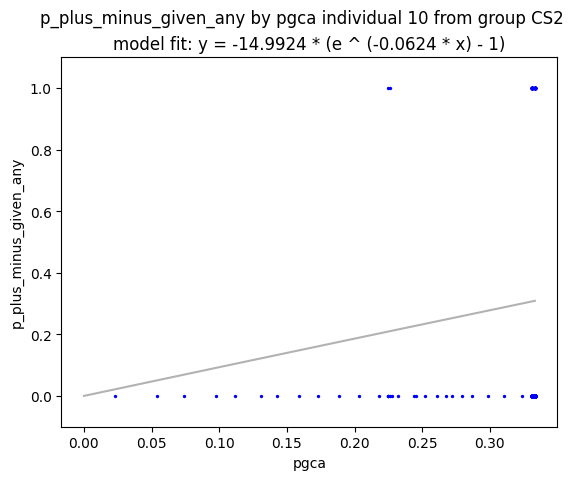 p_plus_minus_given_any by pgca individual 10 from group CS2
model fit: y = -14.9924 * (e ^ (-0.0624 * x) - 1)
1.0
0.8
0.6
0.4
0.2
0.0
p_plus_minus_given_any
0.00 0.05 0.10 0.15 0.20 0.25 0.30
pgca